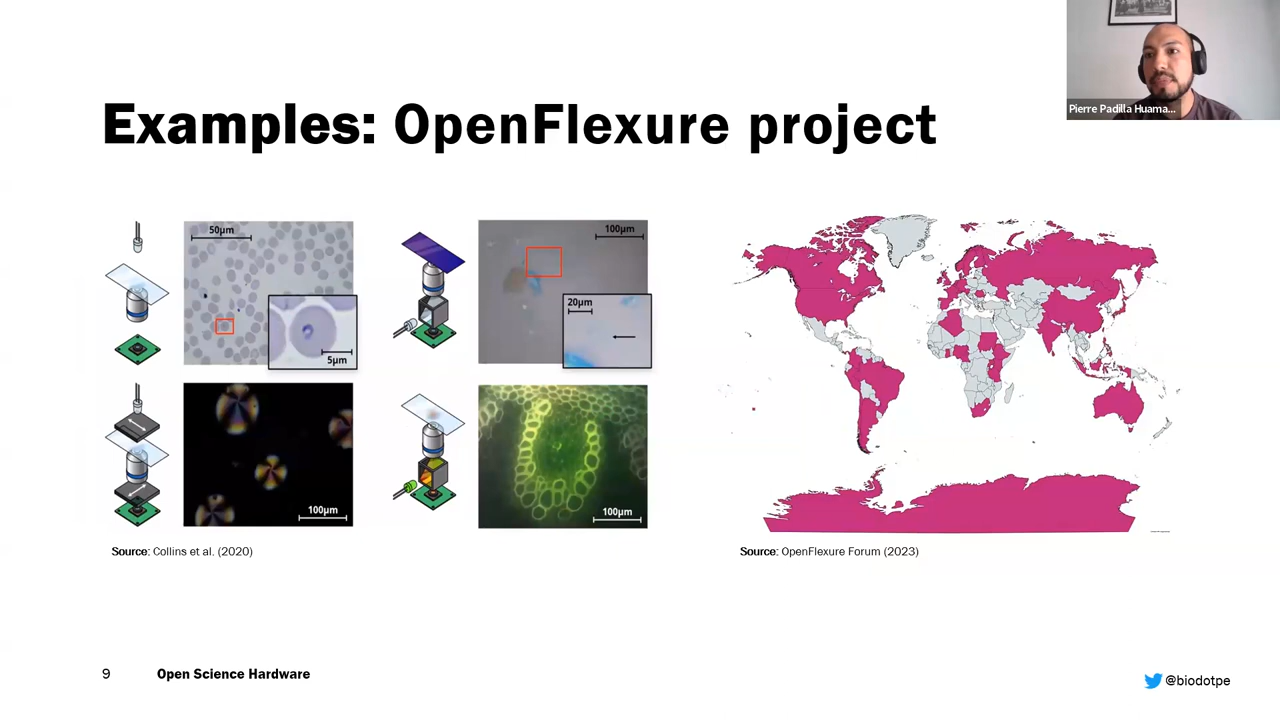 Pierre Padilla Huama...
Examples: OpenFlexure project
50µm
5µm
100µm
20µm
100µm
100µm
Source: Collins et al. (2020)
Source: OpenFlexure Forum (2023)
9
Open Science Hardware
@biodotpe